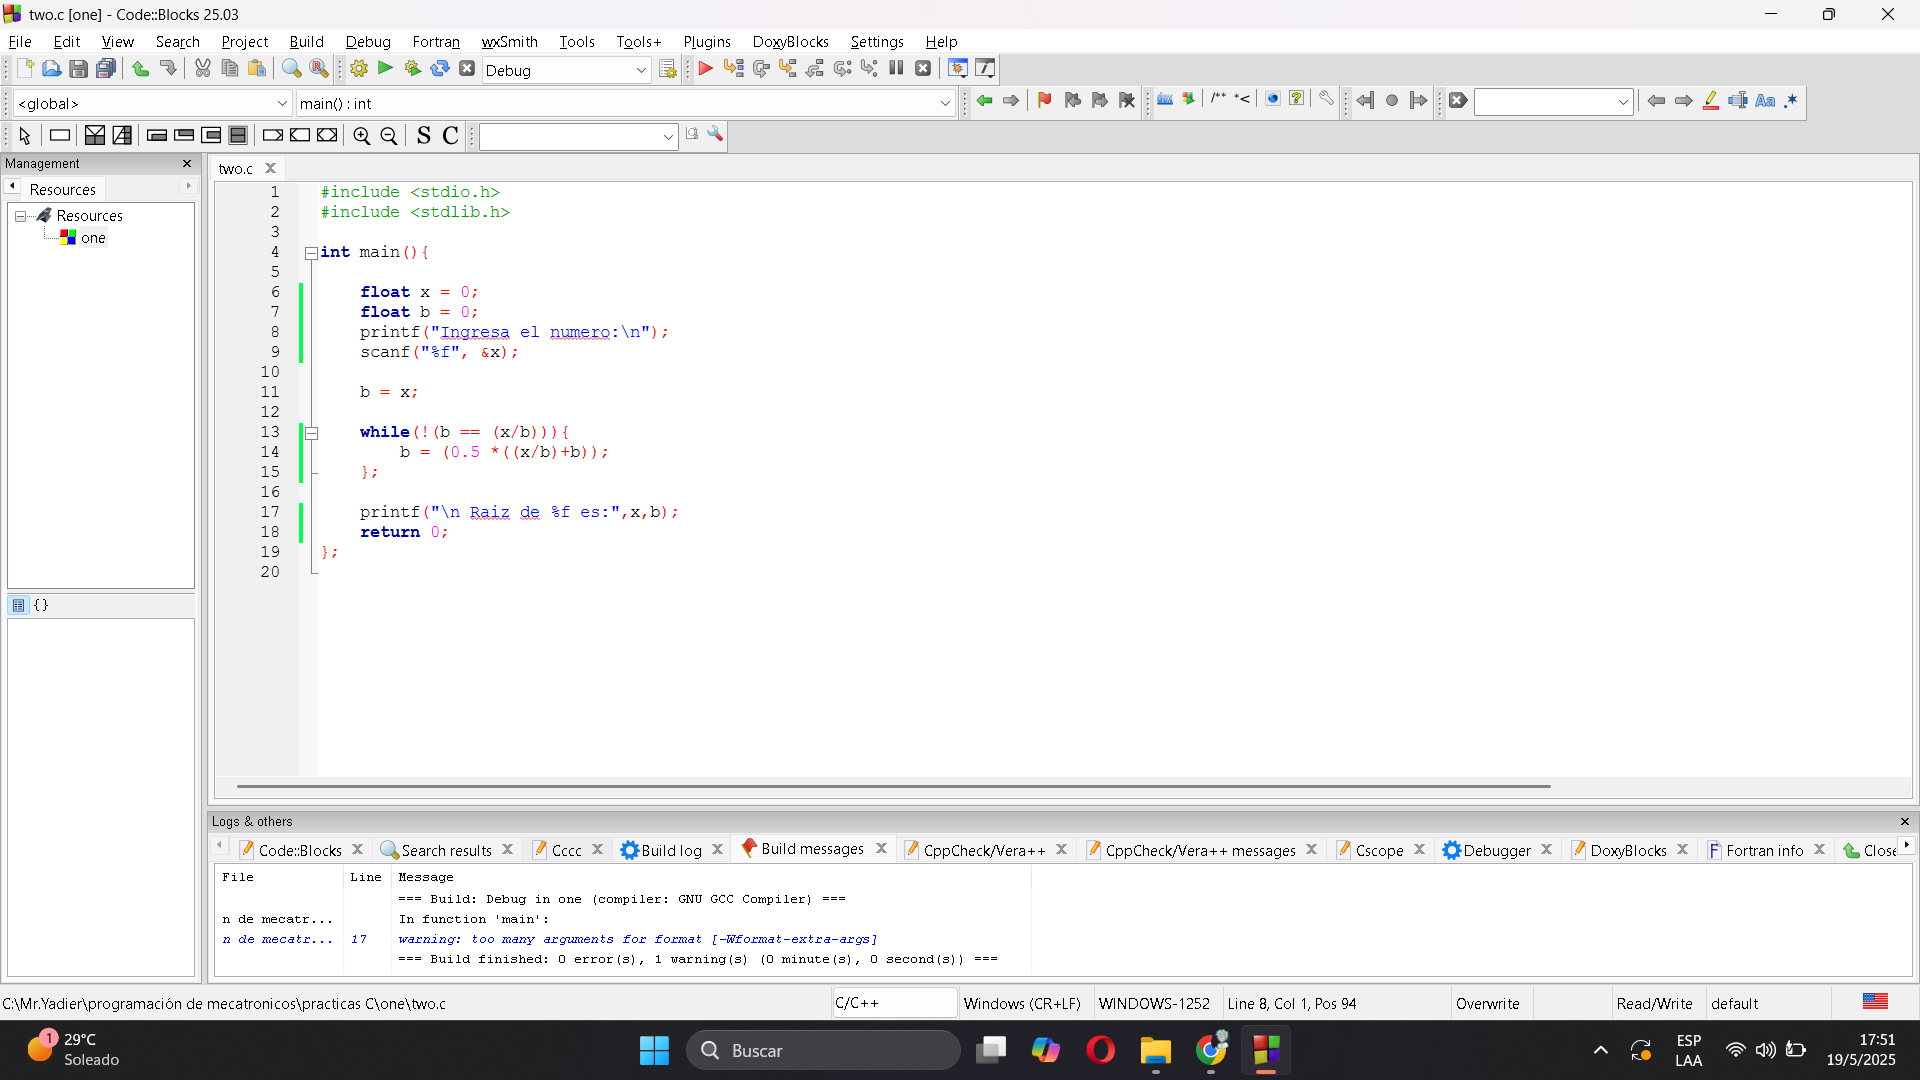 two.c [one] - Code::Blocks 25.03
File Edit View Search Project Build Debug Fortran wxSmith Tools Tools+ Plugins DoxyBlocks Settings Help
Debug
<global> main() : int
S C
Management
Resources
Resources
one
{}
two.c
1 #include <stdio.h>
2 #include <stdlib.h>
3
4 int main(){
5
6 float x = 0;
7 float b = 0;
8 printf("Ingresa el numero:\n");
9 scanf("%f", &x);
10
11 b = x;
12
13 while(!(b == (x/b))){
14 b = (0.5 *((x/b)+b));
15 };
16
17 printf("\n Raiz de %f es:",x,b);
18 return 0;
19 };
20
Logs & others
Code::Blocks Search results Cccc Build log Build messages CppCheck/Vera++ CppCheck/Vera++ messages Cscope Debugger DoxyBlocks Fortran info Close
File Line Message
=== Build: Debug in one (compiler: GNU GCC Compiler) ===
n de mecatr... In function 'main':
n de mecatr... 17 warning: too many arguments for format [-Wformat-extra-args]
=== Build finished: 0 error(s), 1 warning(s) (0 minute(s), 0 second(s)) ===
C:\Mr.Yadier\programación de mecatronicos\practicas C\one\two.c C/C++ Windows (CR+LF) WINDOWS-1252 Line 8, Col 1, Pos 94 Overwrite Read/Write default
1
29°C
Soleado
Buscar
ESP
LAA
17:51
19/5/2025